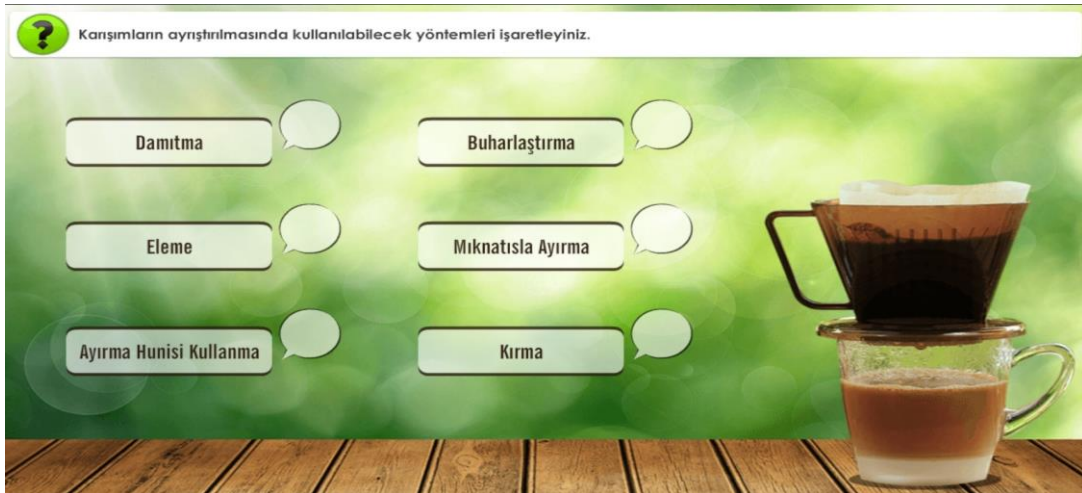 ?
Karışımların ayrıştırılmasında kullanılabilecek yöntemleri işaretleyiniz.
Damıtma
Buharlaştırma
Eleme
Mıknatısla Ayırma
Ayırma Hunisi Kullanma
Kırma